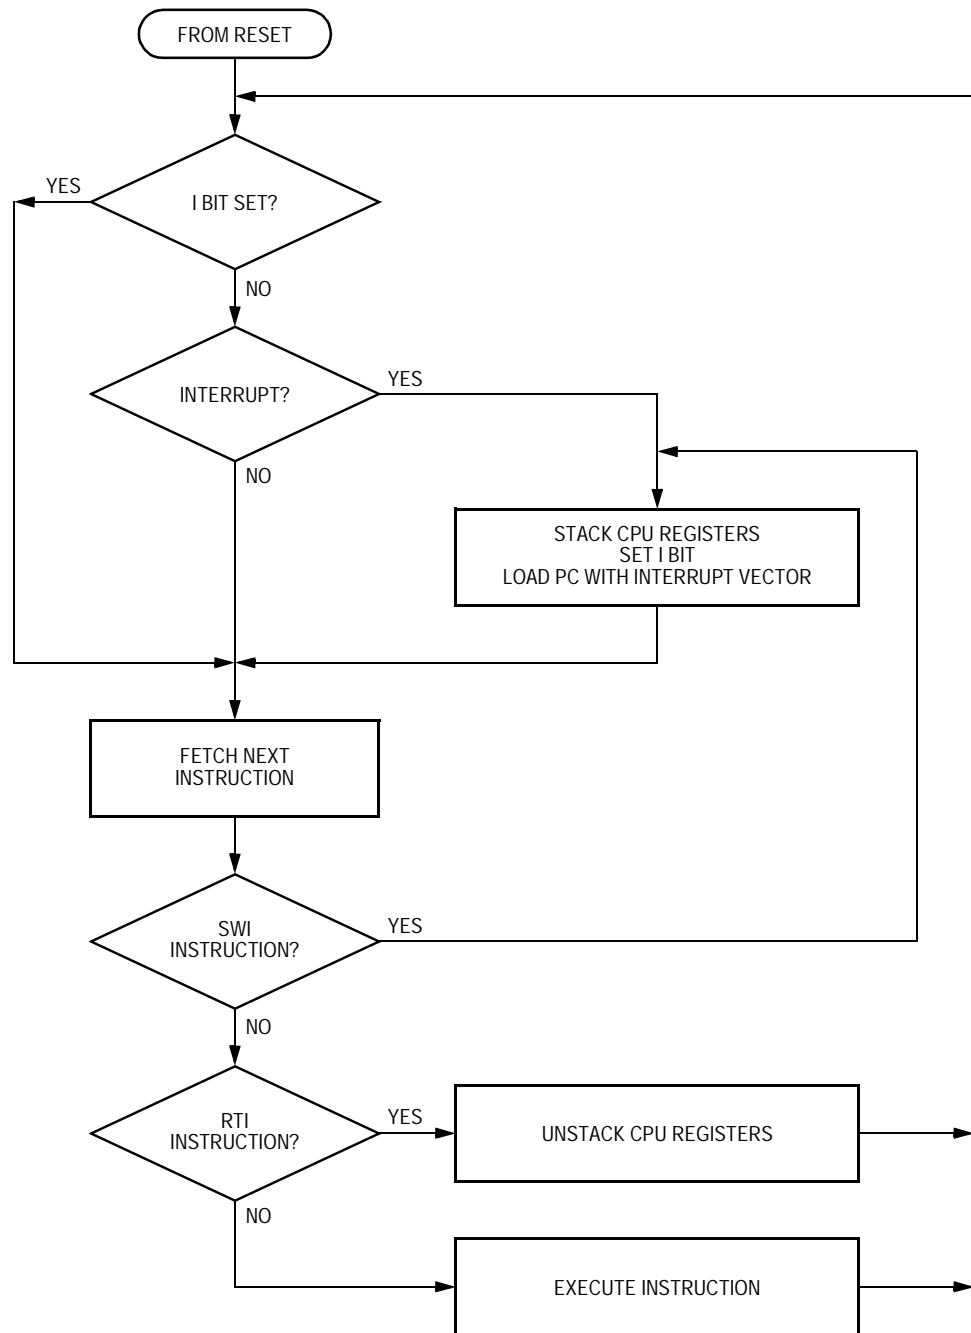 FROM RESET
YES
I BIT SET?
NO
INTERRUPT?
YES
NO
STACK CPU REGISTERS
SET I BIT
LOAD PC WITH INTERRUPT VECTOR
FETCH NEXT
INSTRUCTION
SWI
INSTRUCTION?
YES
NO
RTI
INSTRUCTION?
YES
UNSTACK CPU REGISTERS
NO
EXECUTE INSTRUCTION